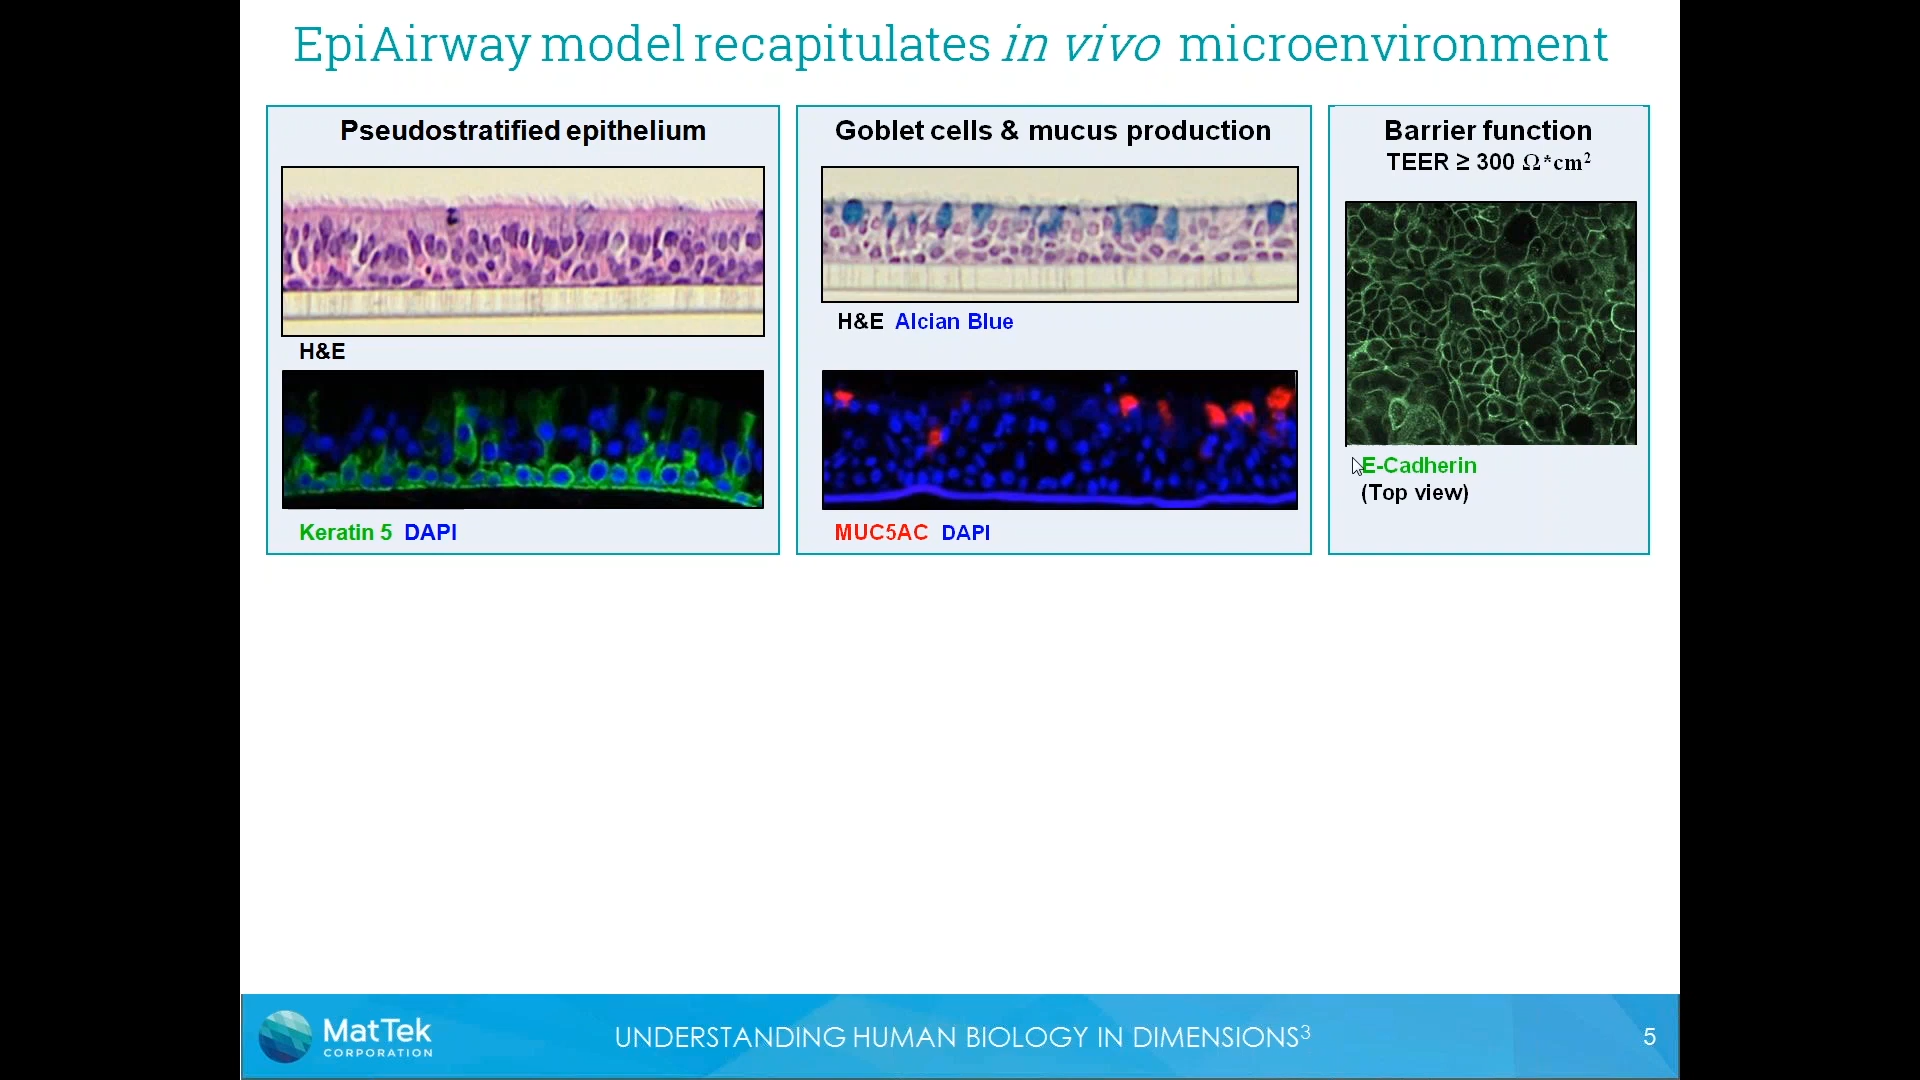 EpiAirway model recapitulates in vivo microenvironment
Pseudostratified epithelium
H&E
Keratin 5 DAPI
Goblet cells & mucus production
H&E Alcian Blue
MUC5AC DAPI
Barrier function
TEER ≥ 300 Ω*cm²
E-Cadherin
(Top view)
MatTek
CORPORATION
UNDERSTANDING HUMAN BIOLOGY IN DIMENSIONS³
5